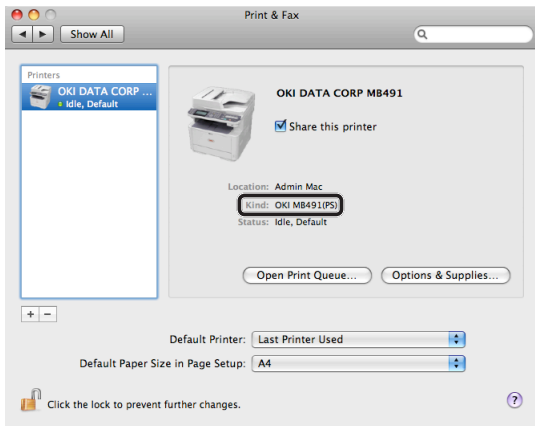 Print & Fax
Show All
Printers
OKI DATA CORP ...
Idle, Default
OKI DATA CORP MB491
Share this printer
Location: Admin Mac
Kind: OKI MB491(PS)
Status: Idle, Default
Open Print Queue... Options & Supplies...
+ −
Default Printer: Last Printer Used
Default Paper Size in Page Setup: A4
Click the lock to prevent further changes. ?